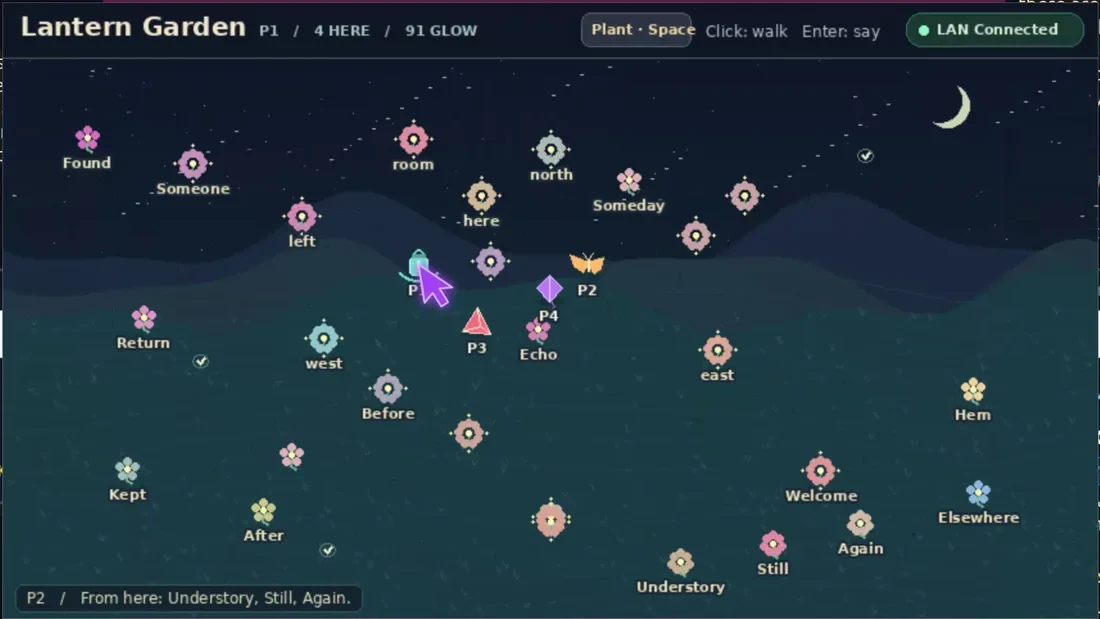 Lantern Garden P1 / 4 HERE / 91 GLOW Plant · Space Click: walk Enter: say LAN Connected
Found
Someone
room
north
Someday
here
left
P2
P4
P3
Echo
Return
west
east
Before
Hem
Kept
After
Welcome
Elsewhere
Again
Still
Understory
P2 / From here: Understory, Still, Again.